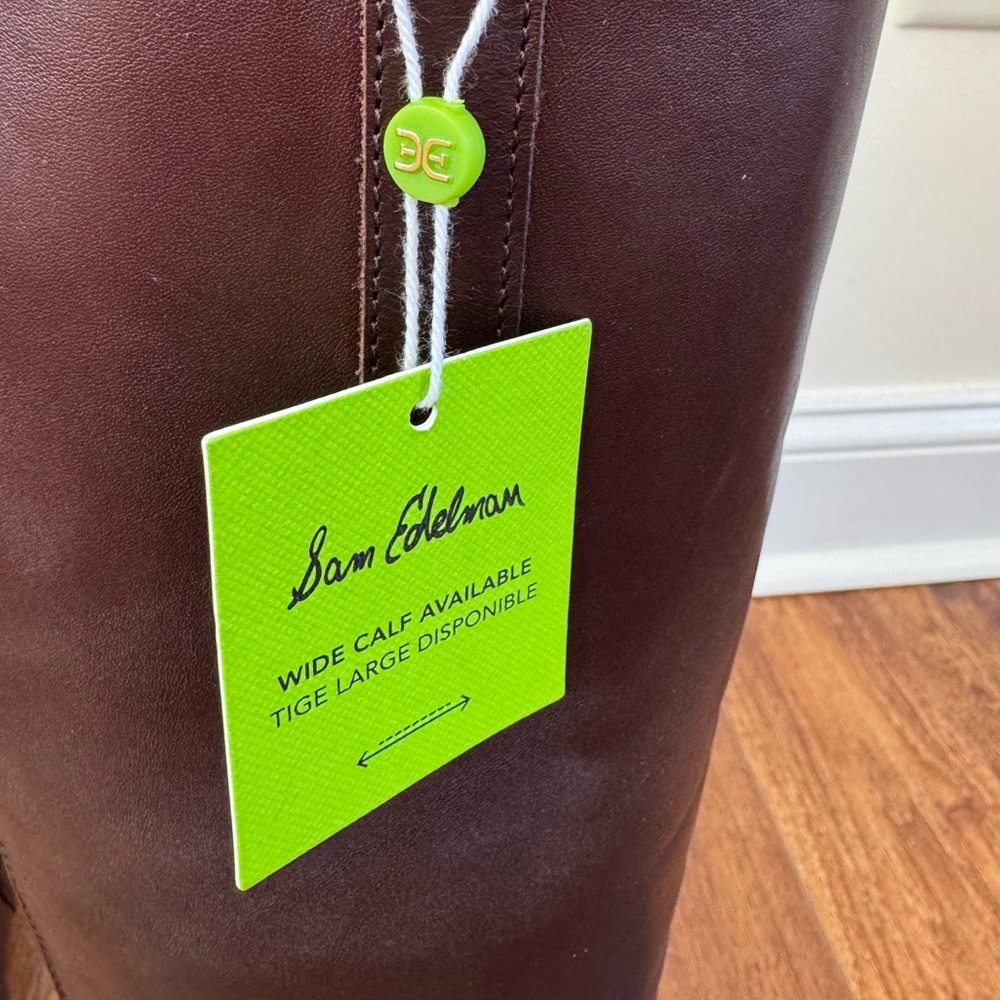 Sam Edelman
WIDE CALF AVAILABLE
TIGE LARGE DISPONIBLE